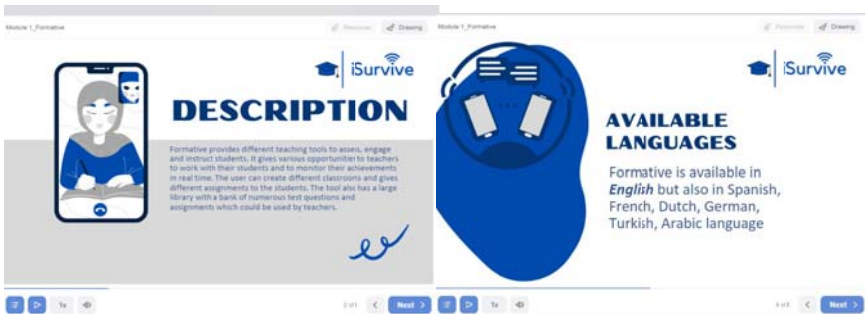 Module 1_Formative
Resources
Drawing
iSurvive
DESCRIPTION
Formative provides different teaching tools to assess, engage
and instruct students. It gives various opportunities to teachers
to work with their students and to monitor their achievements
in real time. The user can create different classrooms and gives
different assignments to the students. The tool also has a large
library with a bank of numerous test questions and
assignments which could be used by teachers.
1x
Next
Module 1_Formative
Drawing
iSurvive
AVAILABLE
LANGUAGES
Formative is available in
English but also in Spanish,
French, Dutch, German,
Turkish, Arabic language
1x
Next